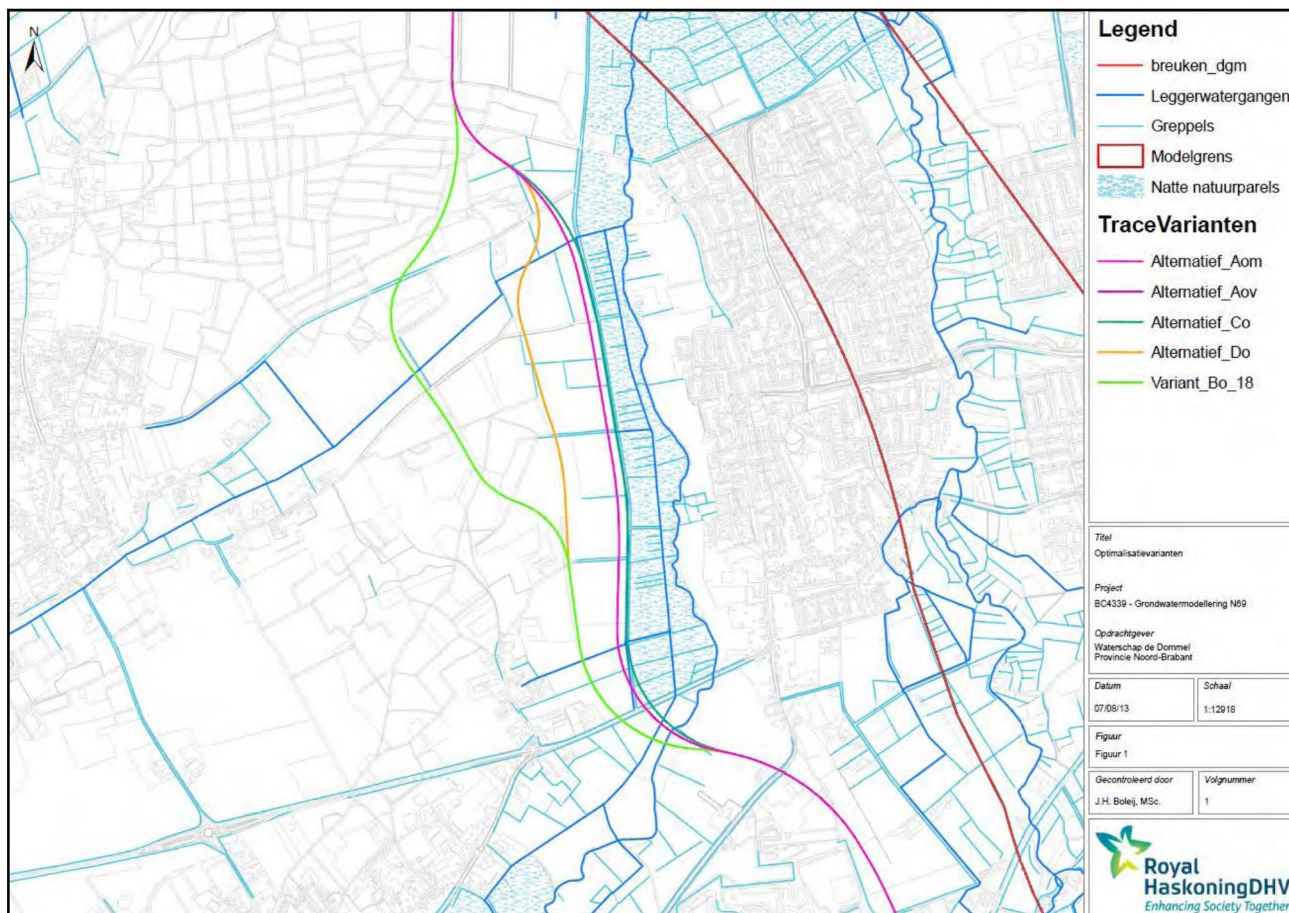 N
Legend
breuken_dgm
Leggerwatergangen
Greppels
Modelgrens
Natte natuurparels
TraceVarianten
Alternatief_Aom
Alternatief_Aov
Alternatief_Co
Alternatief_Do
Variant_Bo_18
Titel
Optimalisatievarianten
Project
BC4339 - Grondwatermodellering N69
Opdrachtgever
Waterschap de Dommel
Provincie Noord-Brabant
Datum
07/08/13
Schaal
1:12918
Figuur
Figuur 1
Gecontroleerd door
J.H. Boleij, MSc.
Volgnummer
1
Royal
HaskoningDHV
Enhancing Society Together